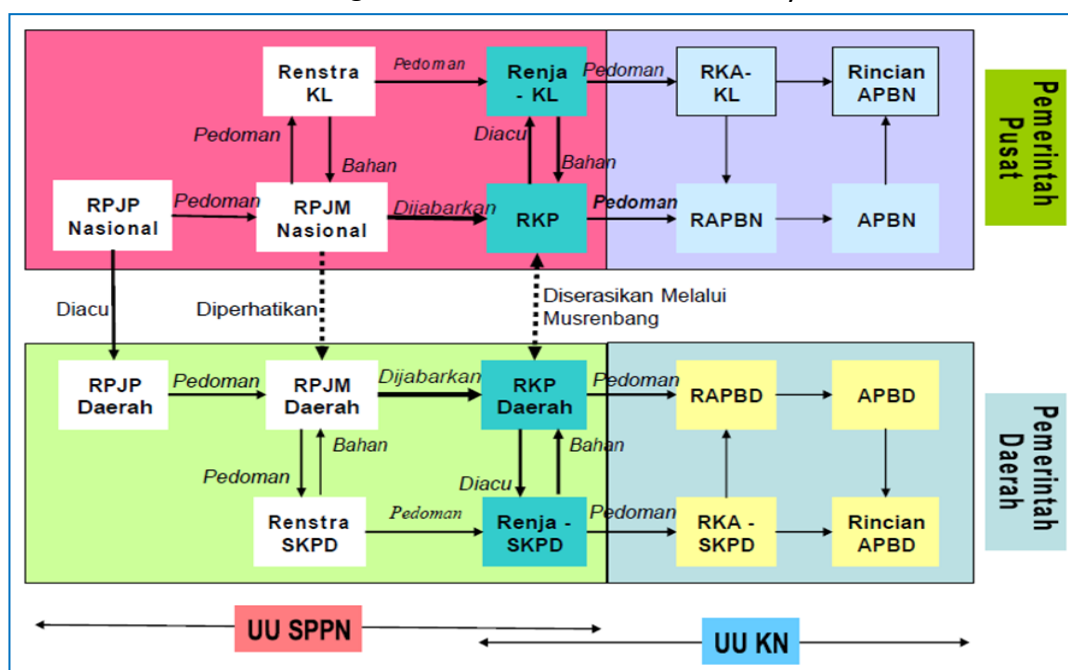 Renstra
KL
Pedoman
Renja
- KL
Pedoman
RKA-
KL
Rincian
APBN
Pedoman
Bahan
Diacu
Bahan
RPJP
Nasional
Pedoman
RPJM
Nasional
Dijabarkan
RKP
Pedoman
RAPBN
APBN
Pemerintah
Pusat
Diacu
Diperhatikan
Diserasikan Melalui
Musrenbang
RPJP
Daerah
Pedoman
RPJM
Daerah
Dijabarkan
RKP
Daerah
Pedoman
RAPBD
APBD
Pedoman
Bahan
Diacu
Bahan
Renstra
SKPD
Pedoman
Renja -
SKPD
Pedoman
RKA -
SKPD
Rincian
APBD
Pemerintah
Daerah
UU SPPN
UU KN